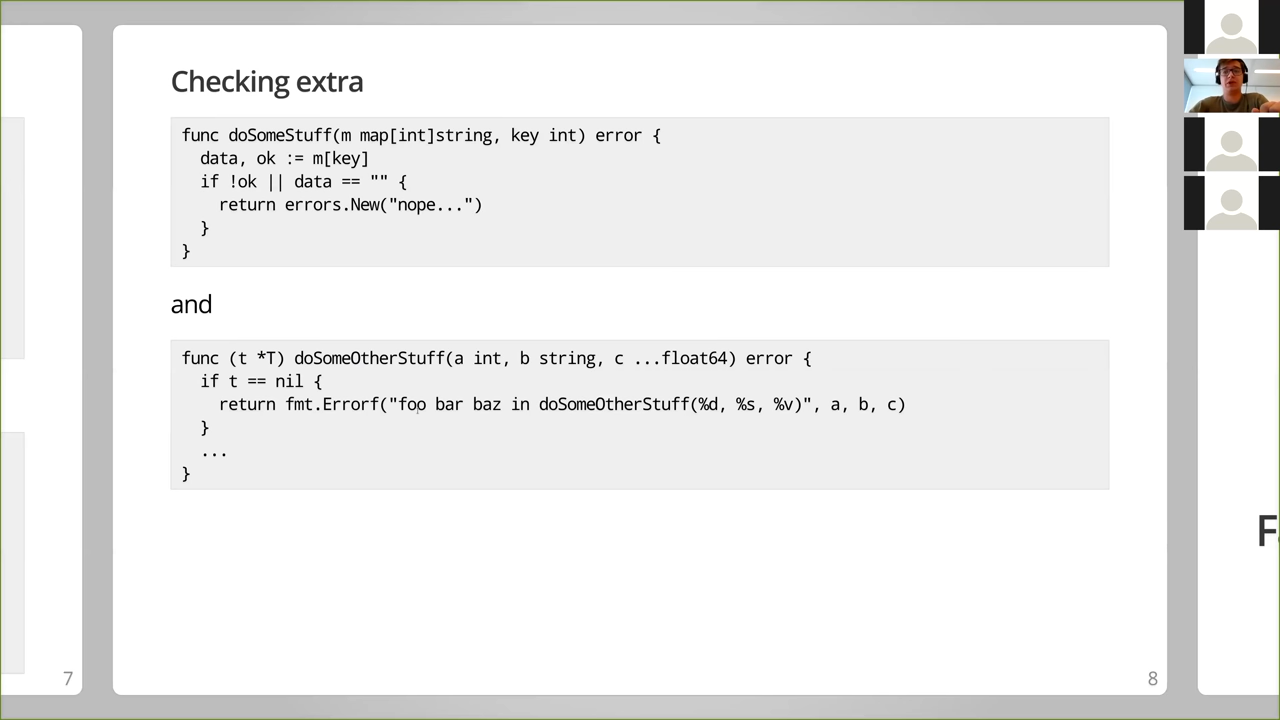 Checking extra
func doSomeStuff(m map[int]string, key int) error {
  data, ok := m[key]
  if !ok || data == "" {
    return errors.New("nope...")
  }
}
and
func (t *T) doSomeOtherStuff(a int, b string, c ...float64) error {
  if t == nil {
    return fmt.Errorf("foo bar baz in doSomeOtherStuff(%d, %s, %v)", a, b, c)
  }
  ...
}
7
8